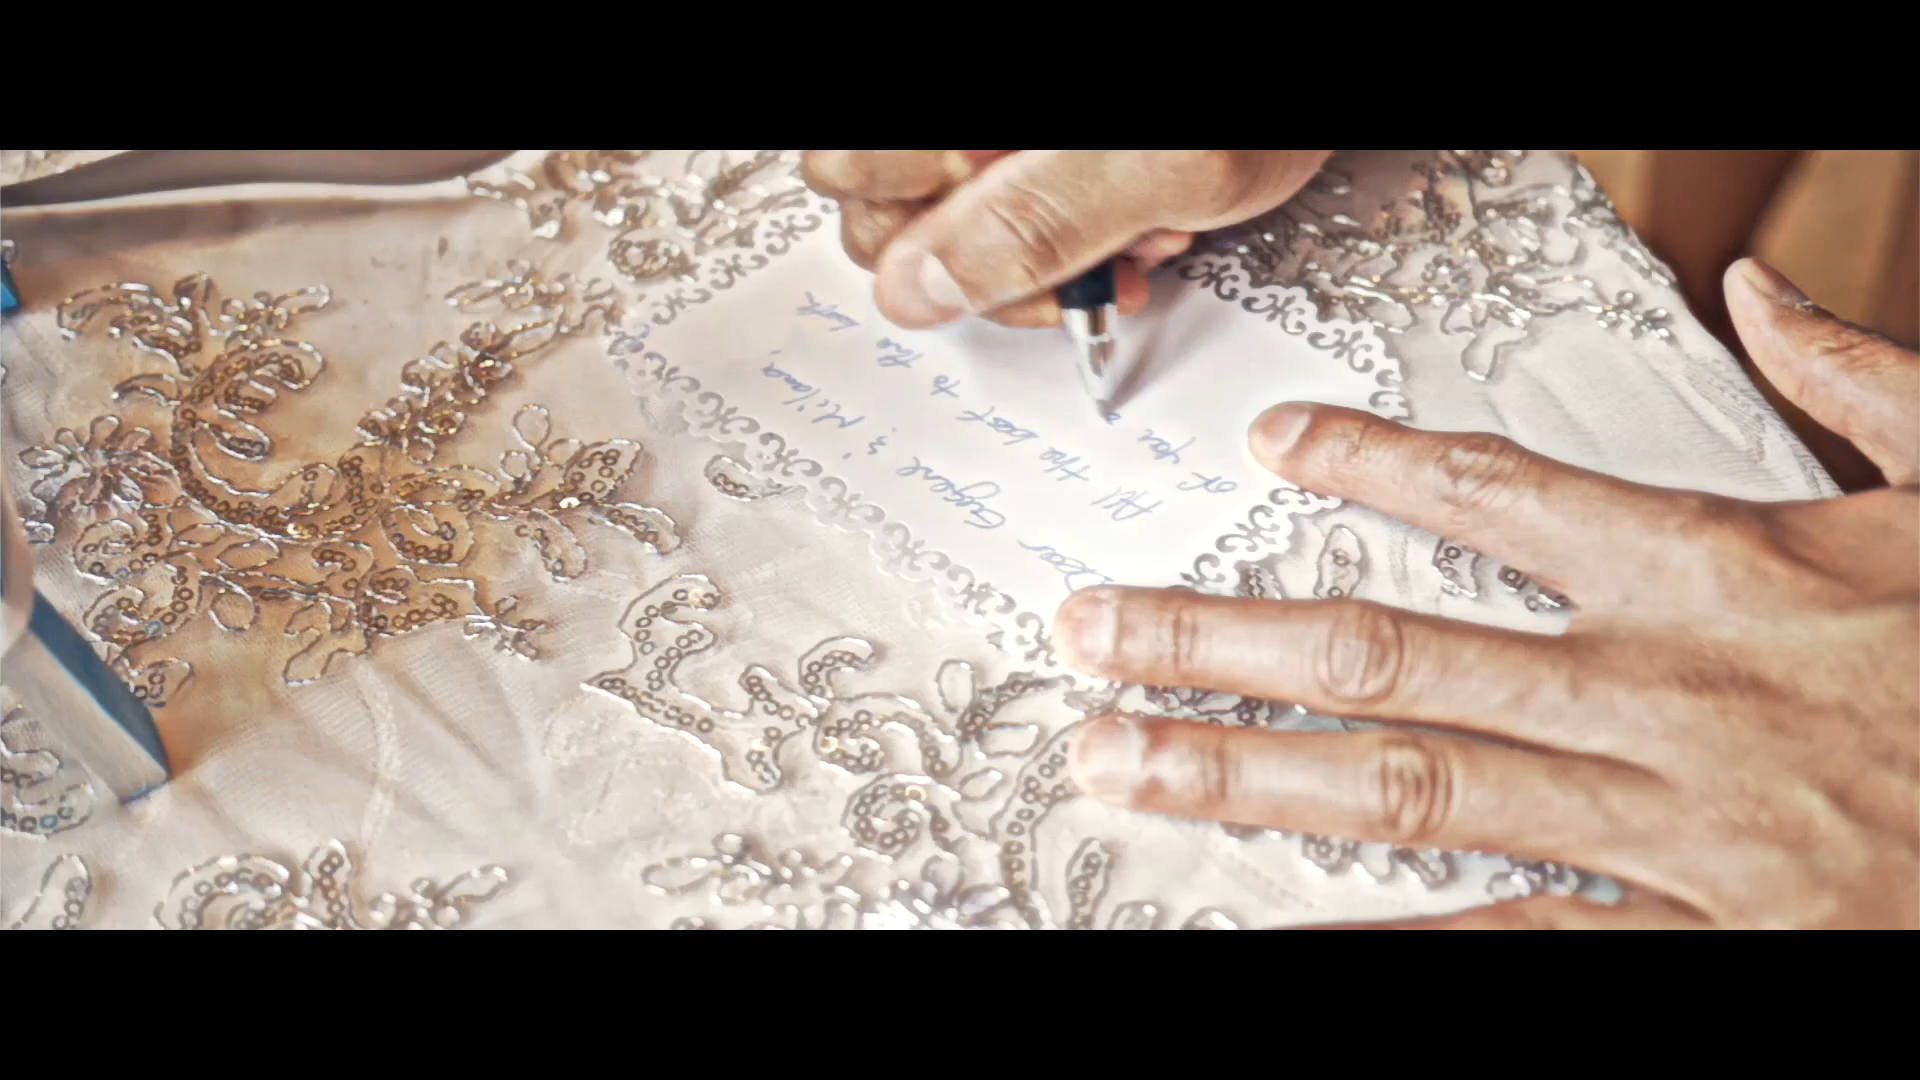 Dear Eugene & Milana,
All the best to the both
of you